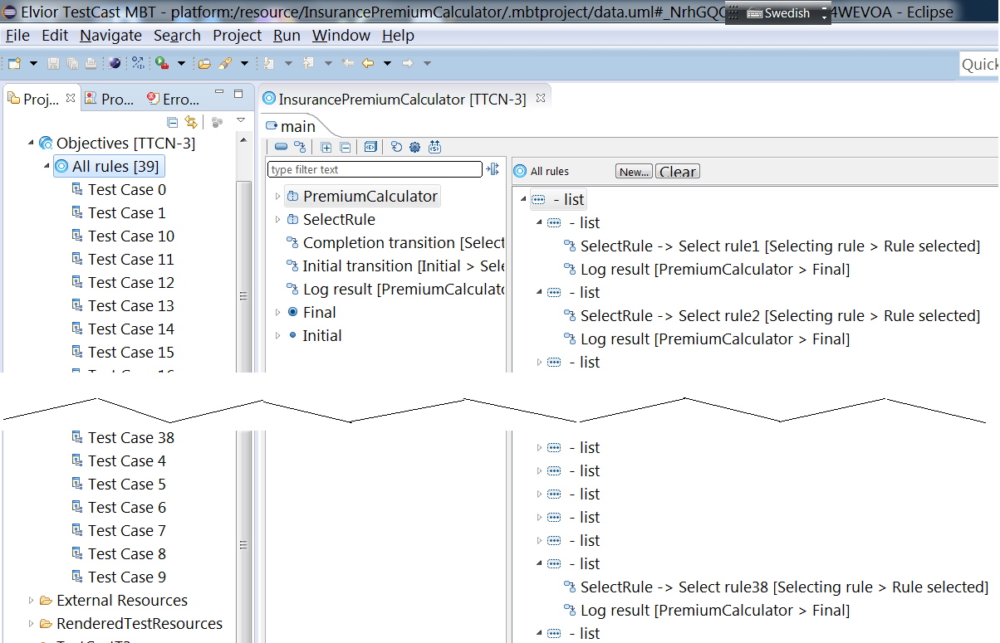 Elvior TestCast MBT - platform:/resource/InsurancePremiumCalculator/.mbtproject/data.uml#_NrhGQ
Swedish
4WEVOA - Eclipse
File Edit Navigate Search Project Run Window Help
Quick
Proj...
Pro...
Erro...
InsurancePremiumCalculator [TTCN-3]
main
Objectives [TTCN-3]
All rules [39]
Test Case 0
Test Case 1
Test Case 10
Test Case 11
Test Case 12
Test Case 13
Test Case 14
Test Case 15
Test Case 38
Test Case 4
Test Case 5
Test Case 6
Test Case 7
Test Case 8
Test Case 9
External Resources
RenderedTestResources
type filter text
PremiumCalculator
SelectRule
Completion transition [Select
Initial transition [Initial > Sele
Log result [PremiumCalculato
Final
Initial
All rules
New...
Clear
- list
- list
SelectRule -> Select rule1 [Selecting rule > Rule selected]
Log result [PremiumCalculator > Final]
- list
SelectRule -> Select rule2 [Selecting rule > Rule selected]
Log result [PremiumCalculator > Final]
- list
- list
- list
- list
- list
- list
- list
SelectRule -> Select rule38 [Selecting rule > Rule selected]
Log result [PremiumCalculator > Final]
- list